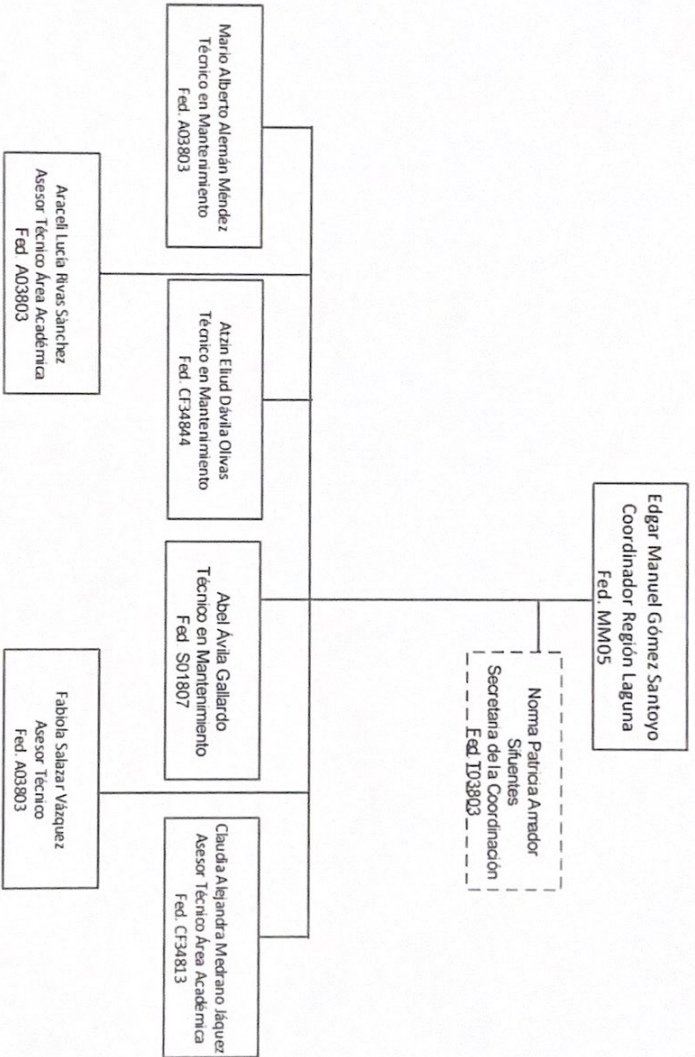 Edgar Manuel Gómez Santoyo
Coordinador Región Laguna
Fed. MM05
Norma Patricia Amador
Sifuentes
Secretaria de la Coordinación
Fed. T03803
Mario Alberto Alemán Méndez
Técnico en Mantenimiento
Fed. A03803
Atzin Eliud Dávila Olivas
Técnico en Mantenimiento
Fed. CF34844
Abel Ávila Gallardo
Técnico en Mantenimiento
Fed. S01807
Claudia Alejandra Medrano Jáquez
Asesor Técnico Área Académica
Fed. CF34813
Araceli Lucía Rivas Sánchez
Asesor Técnico Área Académica
Fed. A03803
Fabiola Salazar Vázquez
Asesor Técnico
Fed. A03803